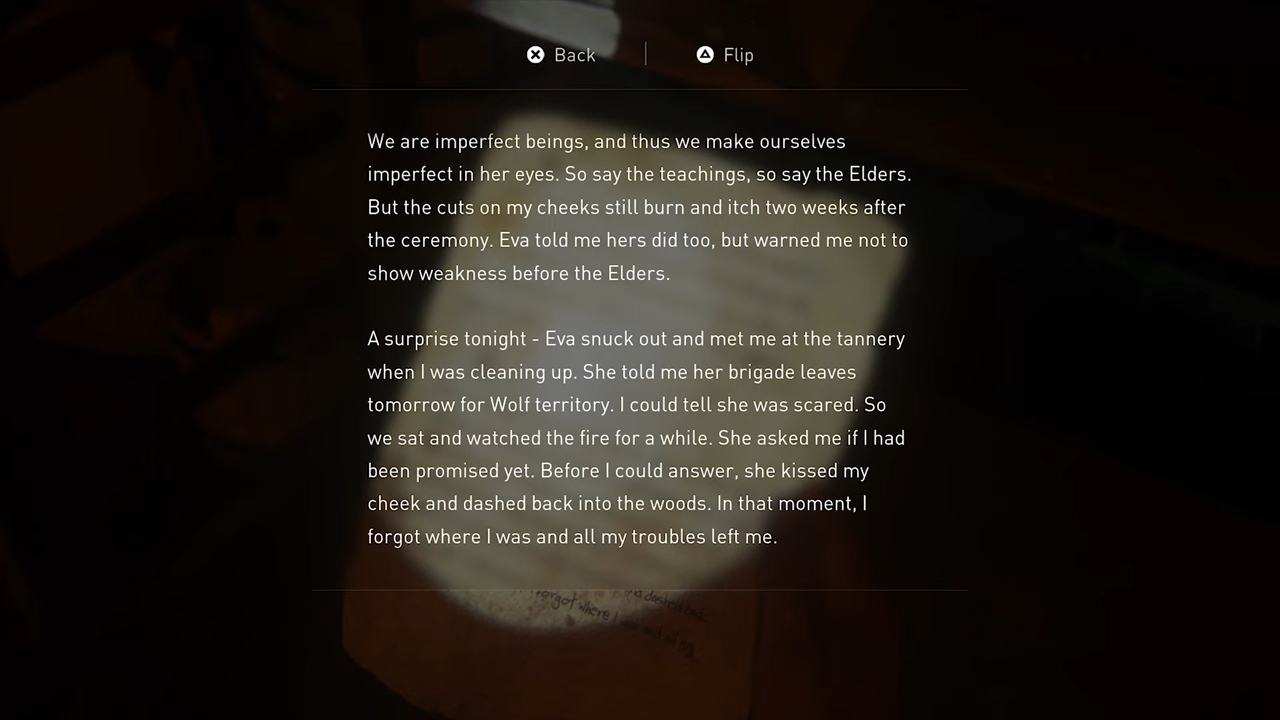 Back
Flip
We are imperfect beings, and thus we make ourselves
imperfect in her eyes. So say the teachings, so say the Elders.
But the cuts on my cheeks still burn and itch two weeks after
the ceremony. Eva told me hers did too, but warned me not to
show weakness before the Elders.
A surprise tonight - Eva snuck out and met me at the tannery
when I was cleaning up. She told me her brigade leaves
tomorrow for Wolf territory. I could tell she was scared. So
we sat and watched the fire for a while. She asked me if I had
been promised yet. Before I could answer, she kissed my
cheek and dashed back into the woods. In that moment, I
forgot where I was and all my troubles left me.
dashed back
forgot where I